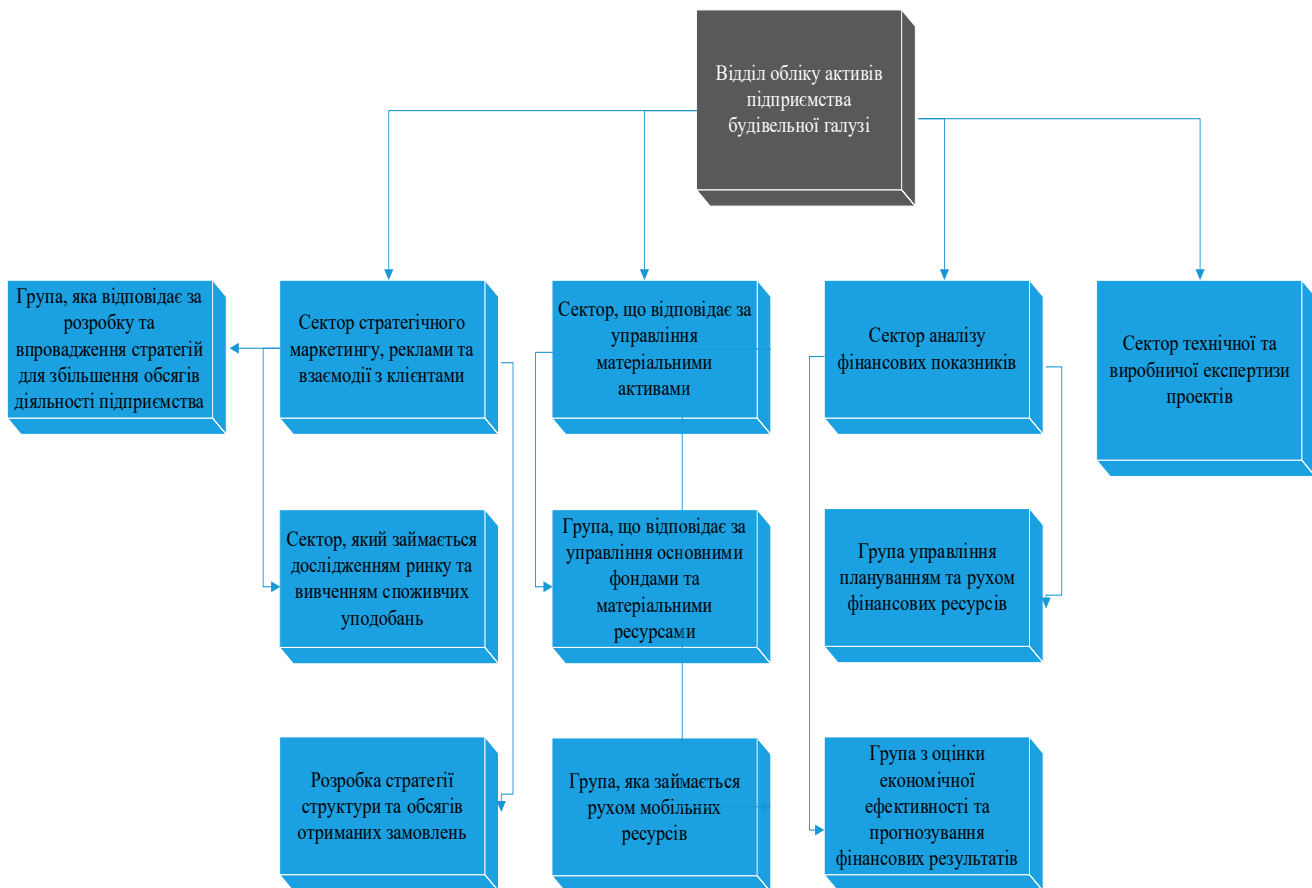 Відділ обліку активів
підприємства
будівельної галузі
Група, яка відповідає за
розробку та
впровадження стратегій
для збільшення обсягів
діяльності підприємства
Сектор стратегічного
маркетингу, реклами та
взаємодії з клієнтами
Сектор, що відповідає за
управління
матеріальними
активами
Сектор аналізу
фінансових показників
Сектор технічної та
виробничої експертизи
проектів
Сектор, який займається
дослідженням ринку та
вивченням споживчих
уподобань
Група, що відповідає за
управління основними
фондами та
матеріальними
ресурсами
Група управління
плануванням та рухом
фінансових ресурсів
Розробка стратегії
структури та обсягів
отриманих замовлень
Група, яка займається
рухом мобільних
ресурсів
Група з оцінки
економічної
ефективності та
прогнозування
фінансових результатів